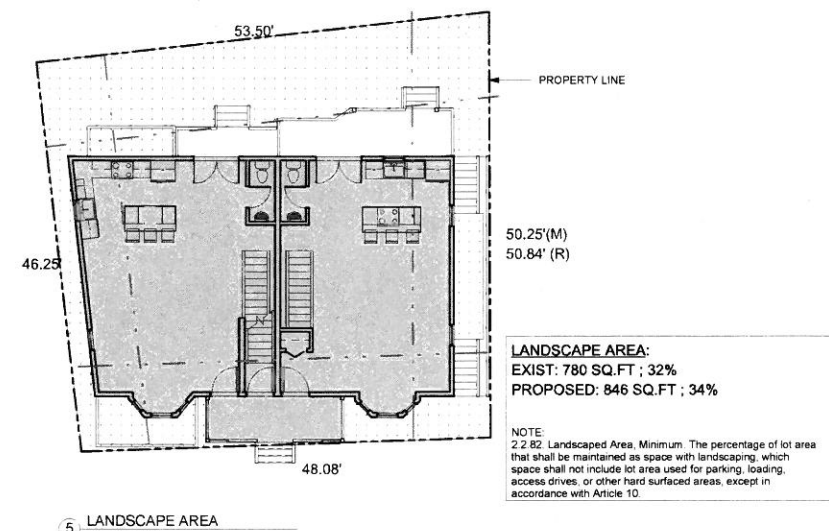 53.50'
PROPERTY LINE
50.25'(M)
50.84' (R)
46.25'
LANDSCAPE AREA:
EXIST: 780 SQ.FT ; 32%
PROPOSED: 846 SQ.FT ; 34%
NOTE:
2.2.82. Landscaped Area, Minimum. The percentage of lot area
that shall be maintained as space with landscaping, which
space shall not include lot area used for parking, loading,
access drives, or other hard surfaced areas, except in
accordance with Article 10.
48.08'
5 LANDSCAPE AREA